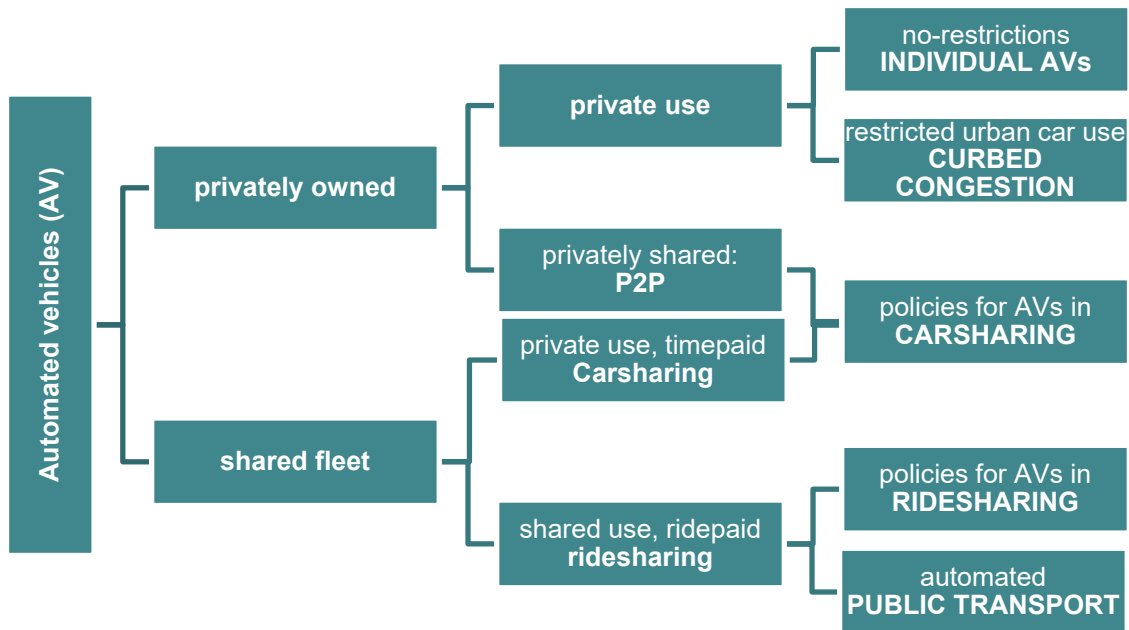 Automated vehicles (AV)
privately owned
shared fleet
private use
privately shared:
P2P
private use, timepaid
Carsharing
shared use, ridepaid
ridesharing
no-restrictions
INDIVIDUAL AVs
restricted urban car use
CURBED
CONGESTION
policies for AVs in
CARSHARING
policies for AVs in
RIDESHARING
automated
PUBLIC TRANSPORT